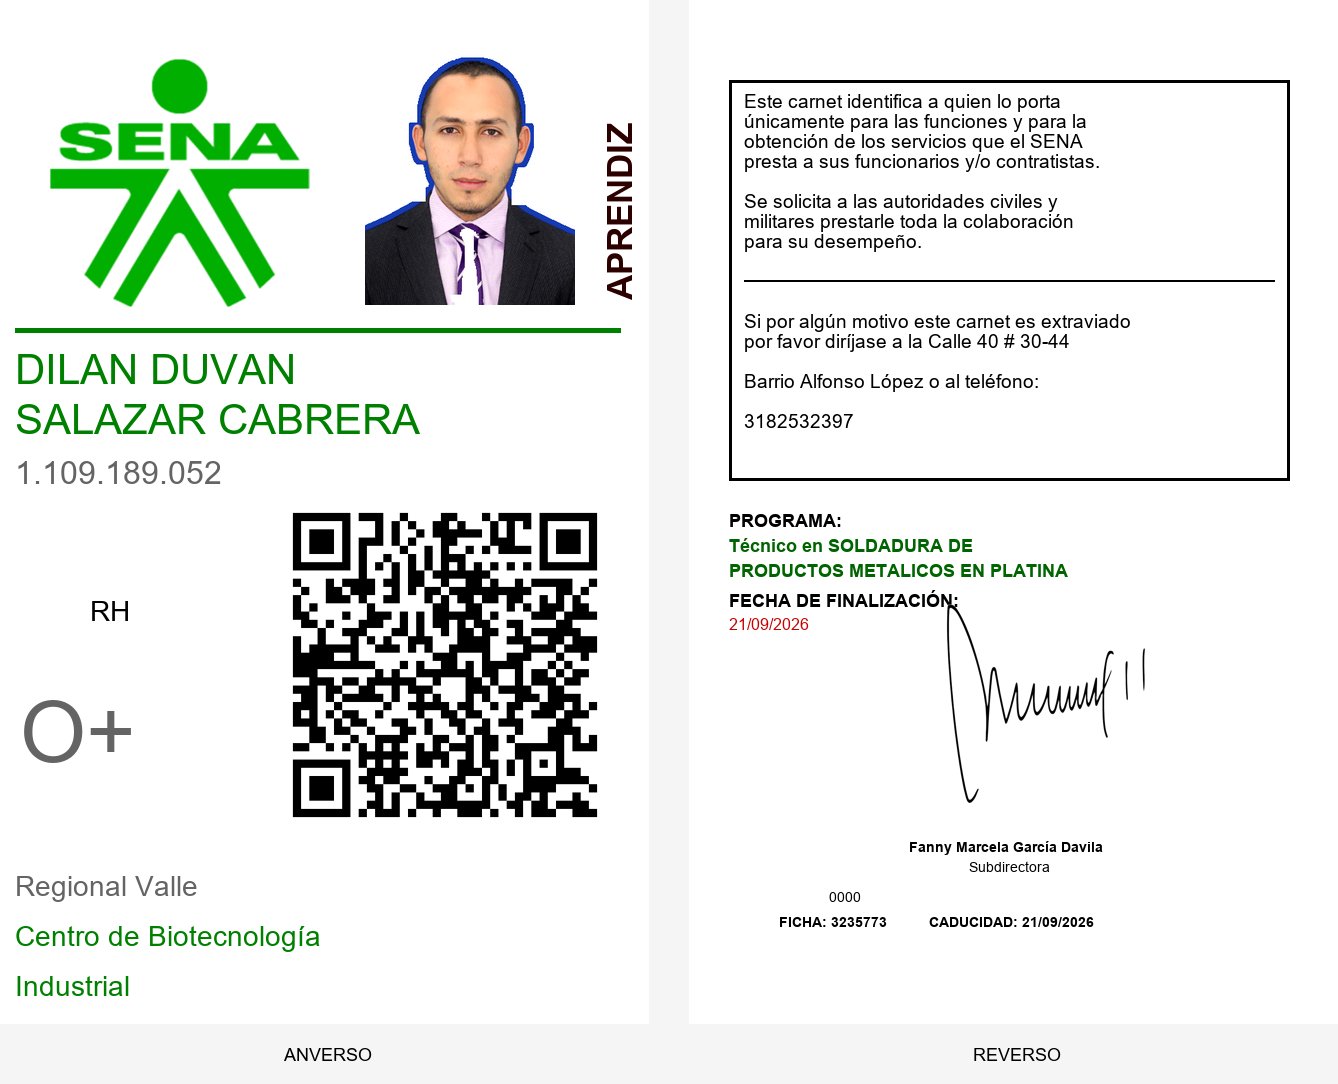 SENA
APRENDIZ
DILAN DUVAN
SALAZAR CABRERA
1.109.189.052
RH
O+
Regional Valle
Centro de Biotecnología
Industrial
ANVERSO
Este carnet identifica a quien lo porta
únicamente para las funciones y para la
obtención de los servicios que el SENA
presta a sus funcionarios y/o contratistas.
Se solicita a las autoridades civiles y
militares prestarle toda la colaboración
para su desempeño.
Si por algún motivo este carnet es extraviado
por favor diríjase a la Calle 40 # 30-44
Barrio Alfonso López o al teléfono:
3182532397
PROGRAMA:
Técnico en SOLDADURA DE
PRODUCTOS METALICOS EN PLATINA
FECHA DE FINALIZACIÓN:
21/09/2026
Fanny Marcela García Davila
Subdirectora
0000
FICHA: 3235773 CADUCIDAD: 21/09/2026
REVERSO